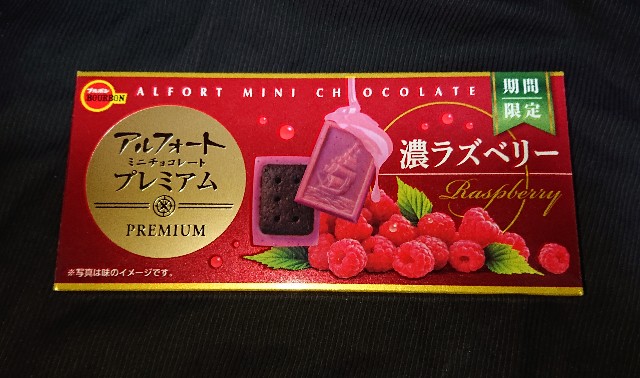 ブルボン
BOURBON
ALFORT MINI CHOCOLATE
期間
限定
アルフォート
ミニチョコレート
プレミアム
PREMIUM
濃ラズベリー
Raspberry
※写真は味のイメージです。